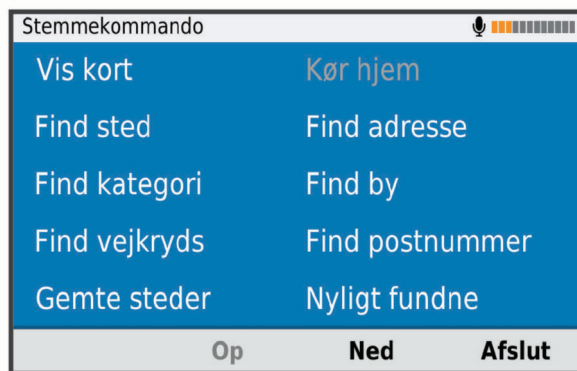 Stemmekommando
Vis kort Kør hjem
Find sted Find adresse
Find kategori Find by
Find vejkryds Find postnummer
Gemte steder Nyligt fundne
Op Ned Afslut